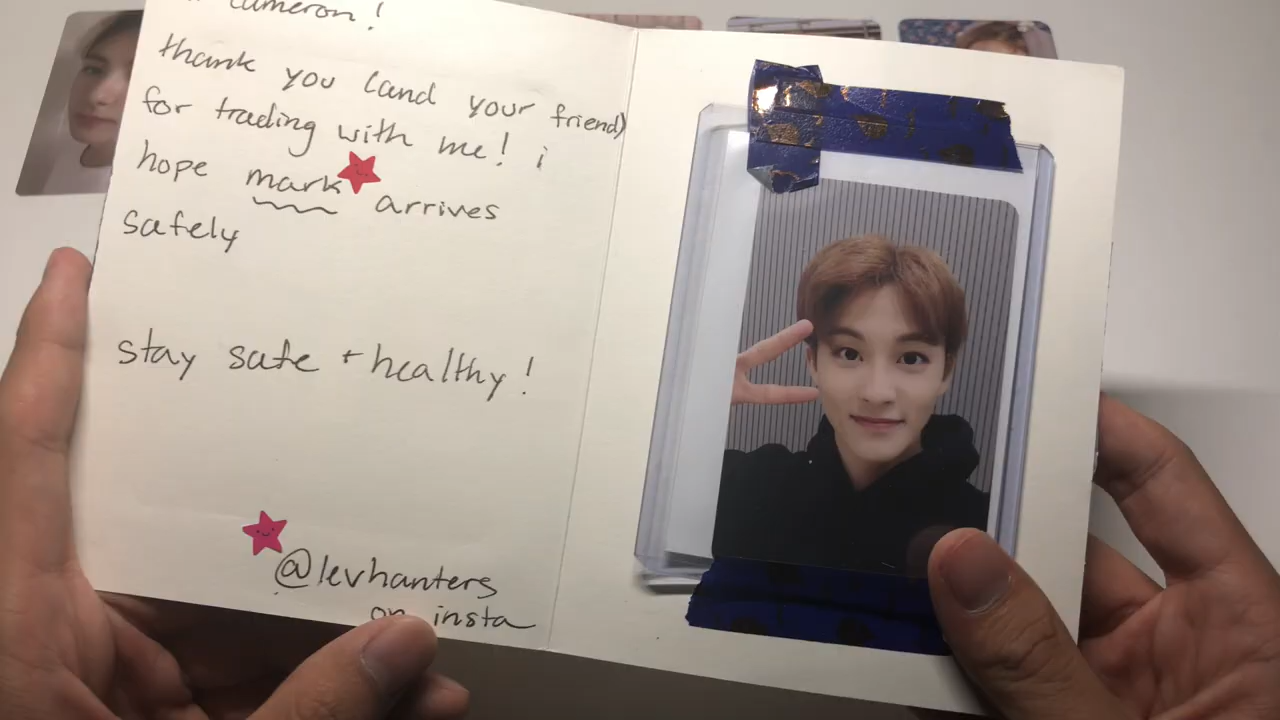 cameron!
thank you (and your friend)
for trading with me! i
hope mark arrives
safely
stay safe + healthy!
@levhanters
on insta